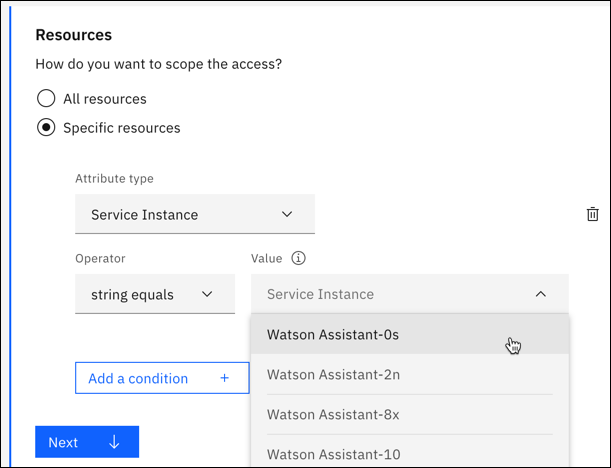 Resources
How do you want to scope the access?
All resources
Specific resources
Attribute type
Service Instance
Operator
Value
string equals
Service Instance
Watson Assistant-0s
Watson Assistant-2n
Add a condition +
Watson Assistant-8x
Next
Watson Assistant-10